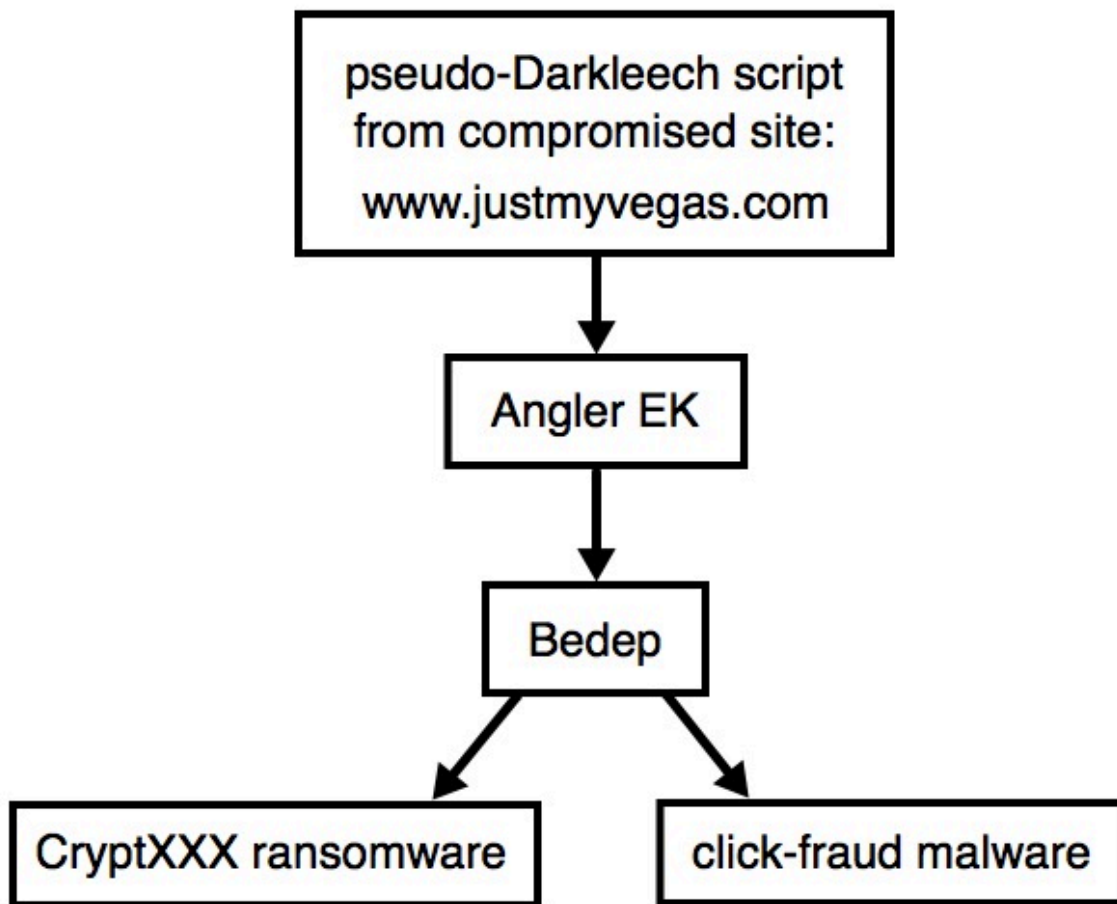 pseudo-Darkleech script
from compromised site:
www.justmyvegas.com
Angler EK
Bedep
CryptXXX ransomware
click-fraud malware